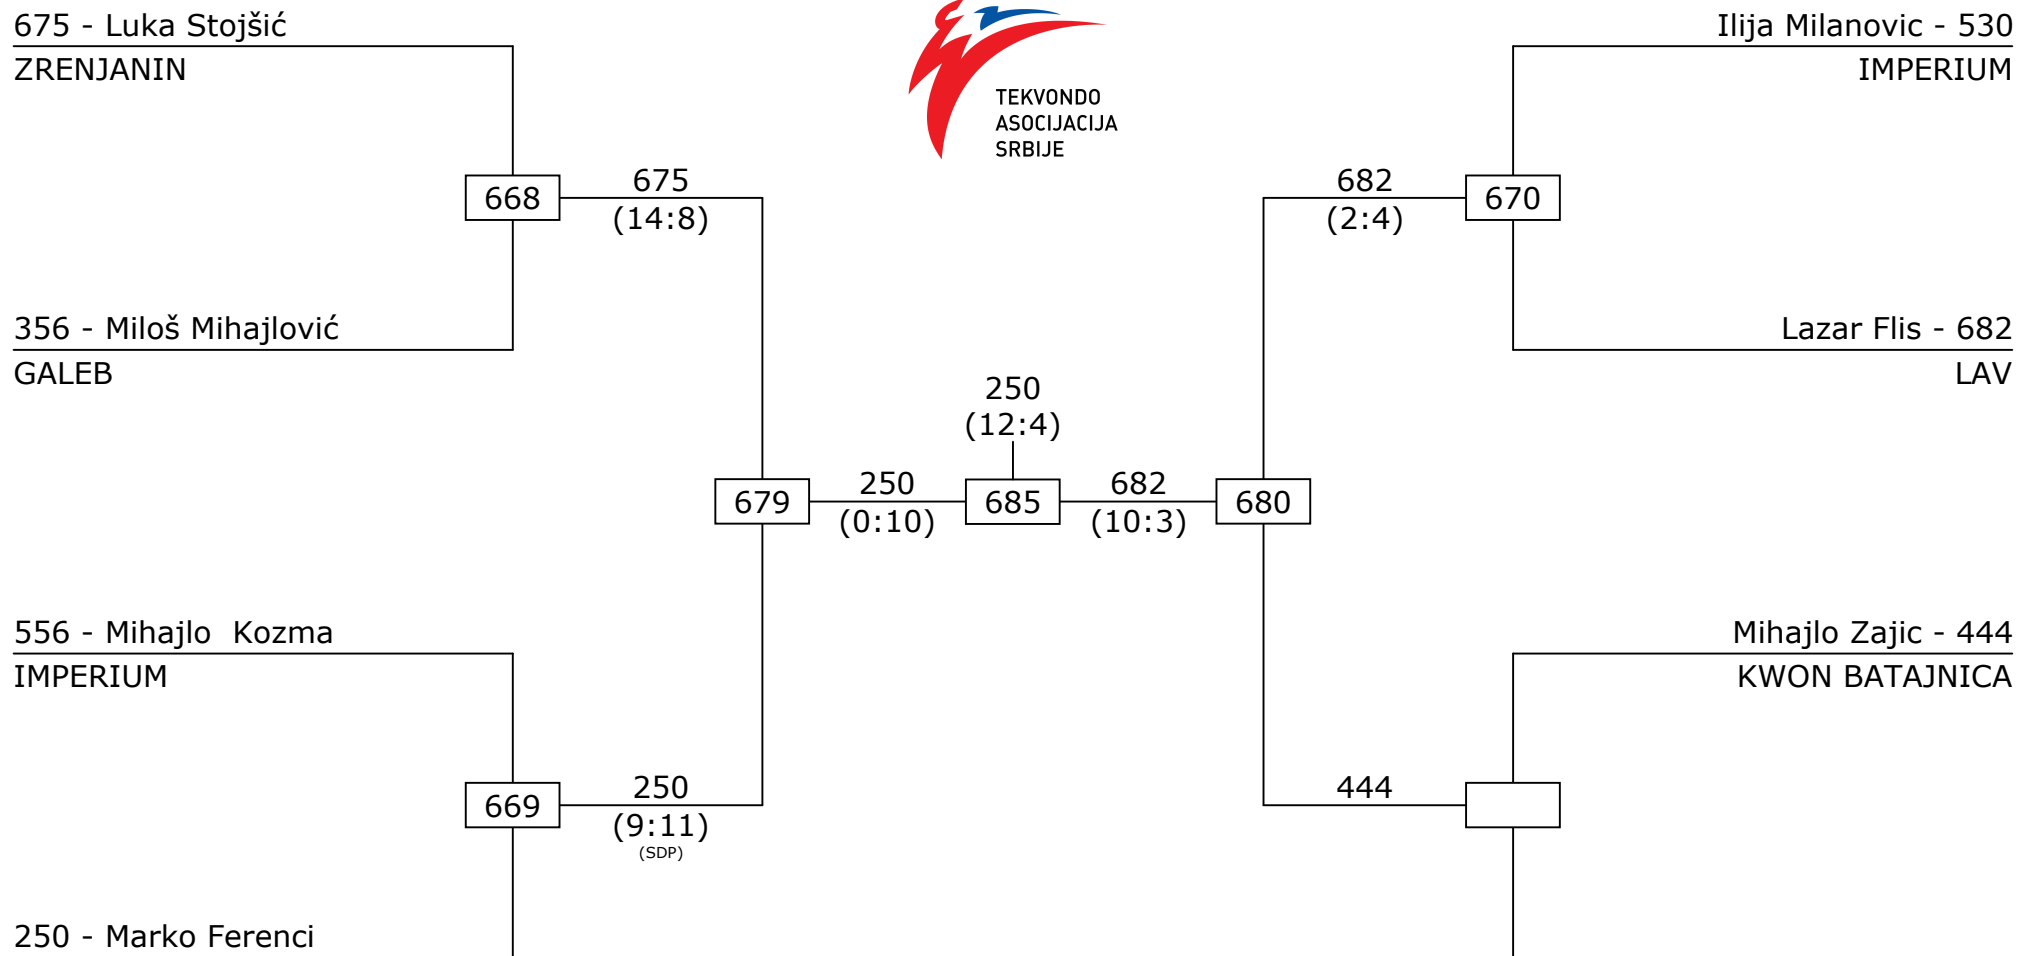 675 - Luka Stojšić
ZRENJANIN
TEKVONDO
ASOCIJACIJA
SRBIJE
Ilija Milanovic - 530
IMPERIUM
668
675
(14:8)
682
(2:4)
670
356 - Miloš Mihajlović
GALEB
Lazar Flis - 682
LAV
250
(12:4)
679
250
(0:10)
685
682
(10:3)
680
556 - Mihajlo  Kozma
IMPERIUM
Mihajlo Zajic - 444
KWON BATAJNICA
669
250
(9:11)
(SDP)
444
250 - Marko Ferenci